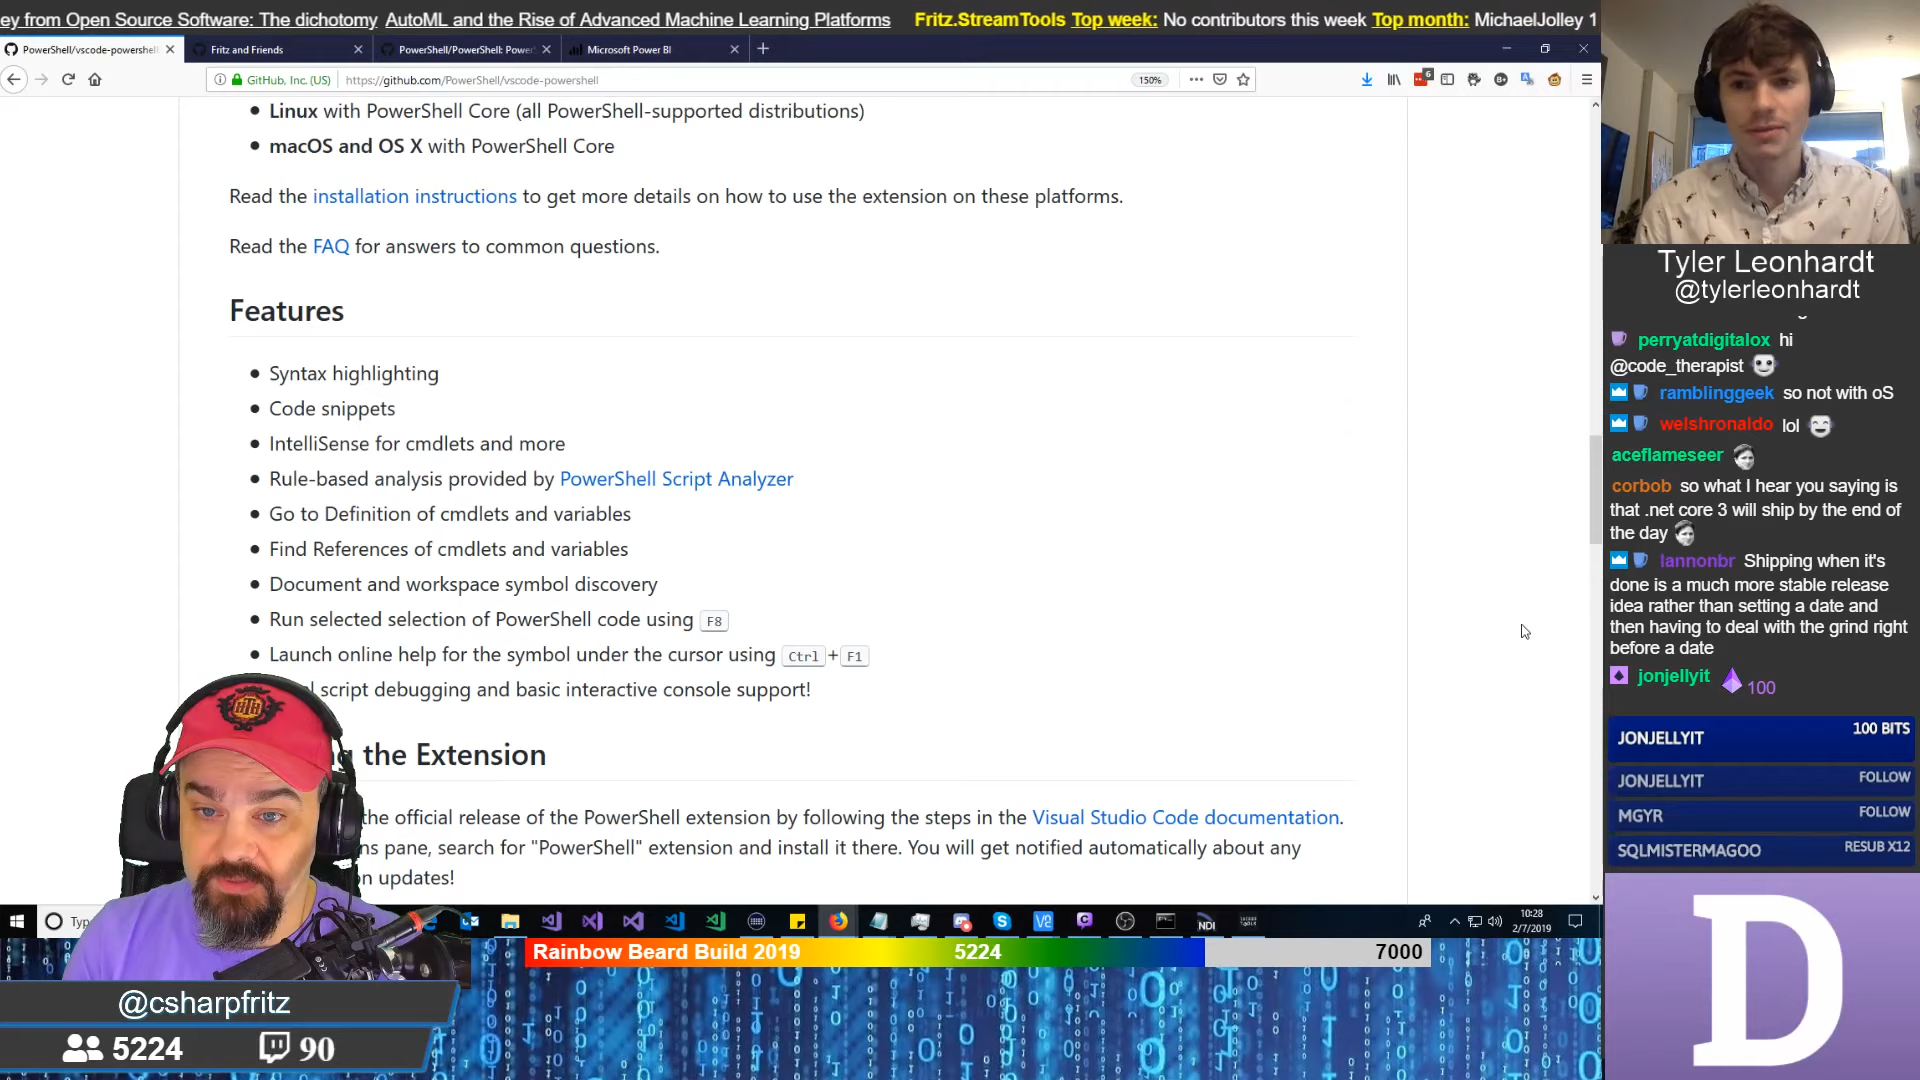 ey from Open Source Software: The dichotomy AutoML and the Rise of Advanced Machine Learning Platforms Fritz.StreamTools Top week: No contributors this week Top month: MichaelJolley 1
PowerShell/vscode-powershell Fritz and Friends PowerShell/PowerShell: Power Microsoft Power BI
GitHub, Inc. (US) https://github.com/PowerShell/vscode-powershell 150% 6
Linux with PowerShell Core (all PowerShell-supported distributions)
macOS and OS X with PowerShell Core
Read the installation instructions to get more details on how to use the extension on these platforms.
Read the FAQ for answers to common questions.
Features
Syntax highlighting
Code snippets
IntelliSense for cmdlets and more
Rule-based analysis provided by PowerShell Script Analyzer
Go to Definition of cmdlets and variables
Find References of cmdlets and variables
Document and workspace symbol discovery
Run selected selection of PowerShell code using F8
Launch online help for the symbol under the cursor using Ctrl + F1
script debugging and basic interactive console support!
the Extension
the official release of the PowerShell extension by following the steps in the Visual Studio Code documentation.
ns pane, search for "PowerShell" extension and install it there. You will get notified automatically about any
n updates!
Tyler Leonhardt
@tylerleonhardt
perryatdigitalox hi
@code_therapist
ramblinggeek so not with oS
welshronaldo lol
aceflameseer
corbob so what I hear you saying is
that .net core 3 will ship by the end of
the day
lannonbr Shipping when it's
done is a much more stable release
idea rather than setting a date and
then having to deal with the grind right
before a date
jonjellyit 100
JONJELLYIT 100 BITS
JONJELLYIT FOLLOW
MGYR FOLLOW
SQLMISTERMAGOO RESUB X12
D
Typ
NDI
10:28
2/7/2019
Rainbow Beard Build 2019 5224 7000
@csharpfritz
5224 90